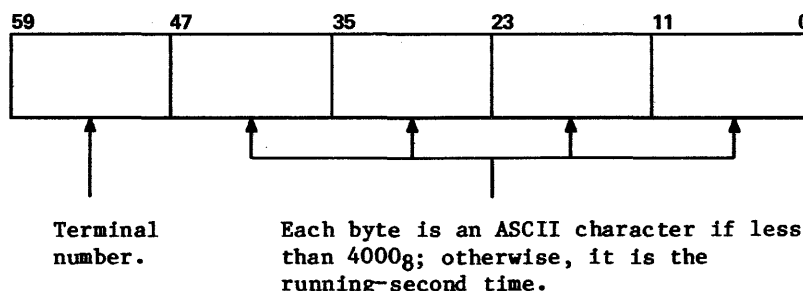 59 47 35 23 11 0
Terminal
number.
Each byte is an ASCII character if less
than 4000₈; otherwise, it is the
running-second time.